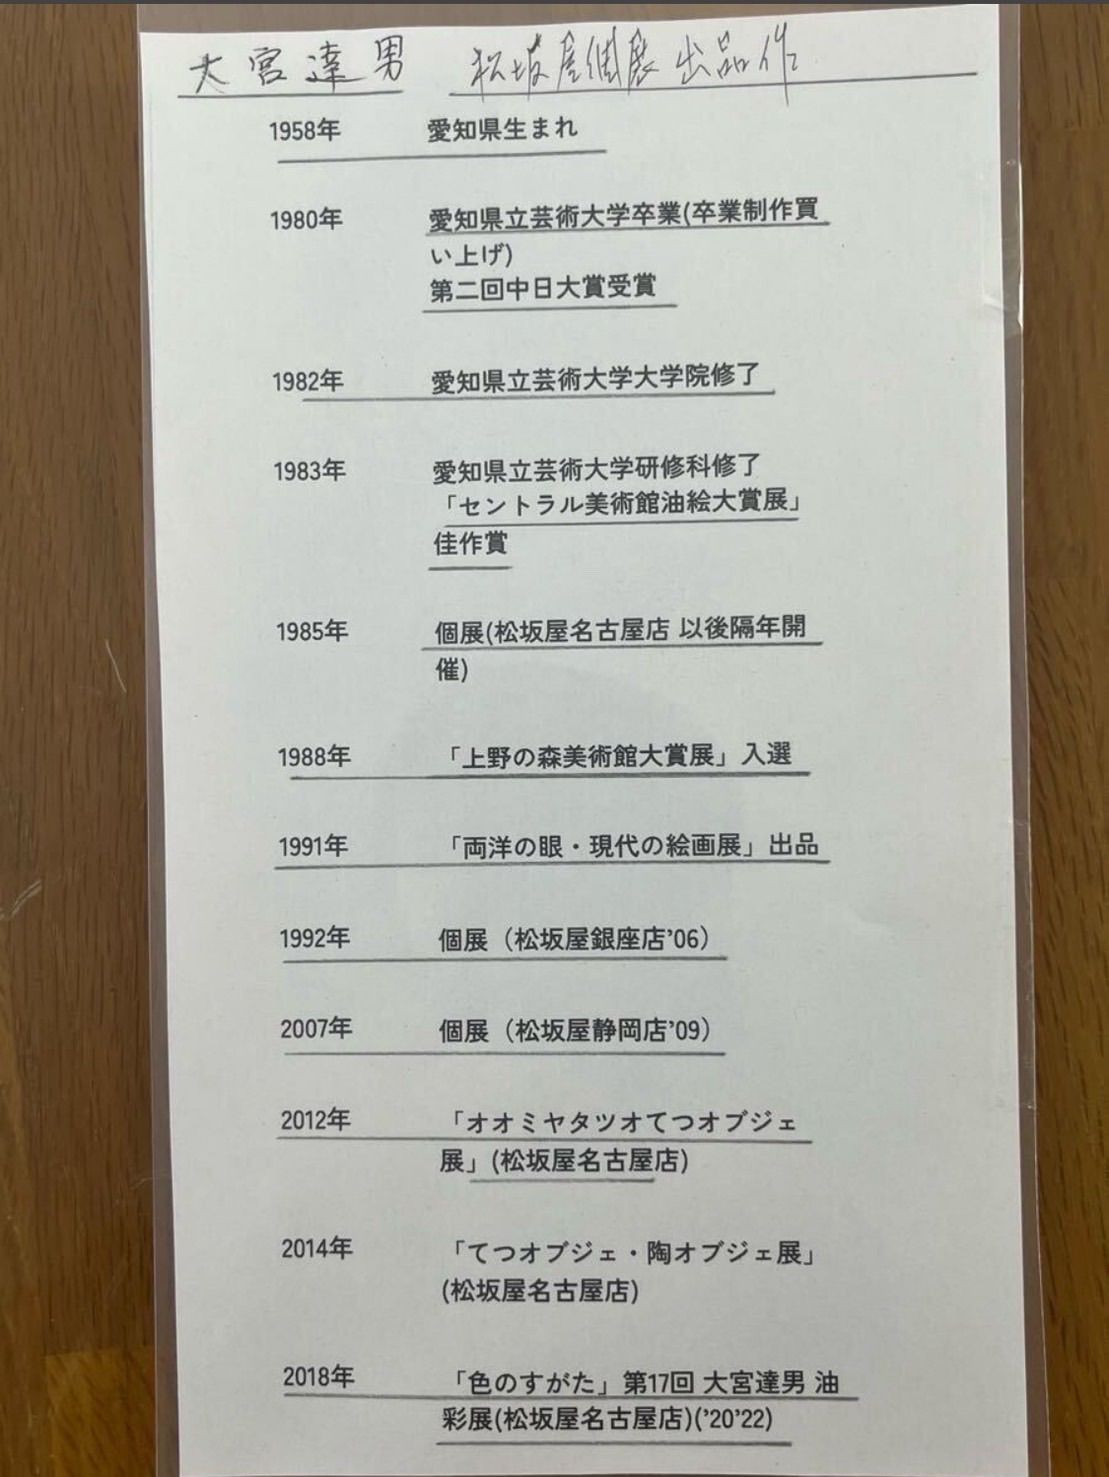 大宮達男 松坂屋個展出品作
1958年 愛知県生まれ
1980年 愛知県立芸術大学卒業(卒業制作買
い上げ)
第二回中日大賞受賞
1982年 愛知県立芸術大学大学院修了
1983年 愛知県立芸術大学研修科修了
「セントラル美術館油絵大賞展」
佳作賞
1985年 個展(松坂屋名古屋店 以後隔年開
催)
1988年 「上野の森美術館大賞展」入選
1991年 「両洋の眼・現代の絵画展」出品
1992年 個展（松坂屋銀座店’06）
2007年 個展（松坂屋静岡店’09）
2012年 「オオミヤタツオてつオブジェ
展」(松坂屋名古屋店)
2014年 「てつオブジェ・陶オブジェ展」
(松坂屋名古屋店)
2018年 「色のすがた」第17回 大宮達男 油
彩展(松坂屋名古屋店)(’20’22)